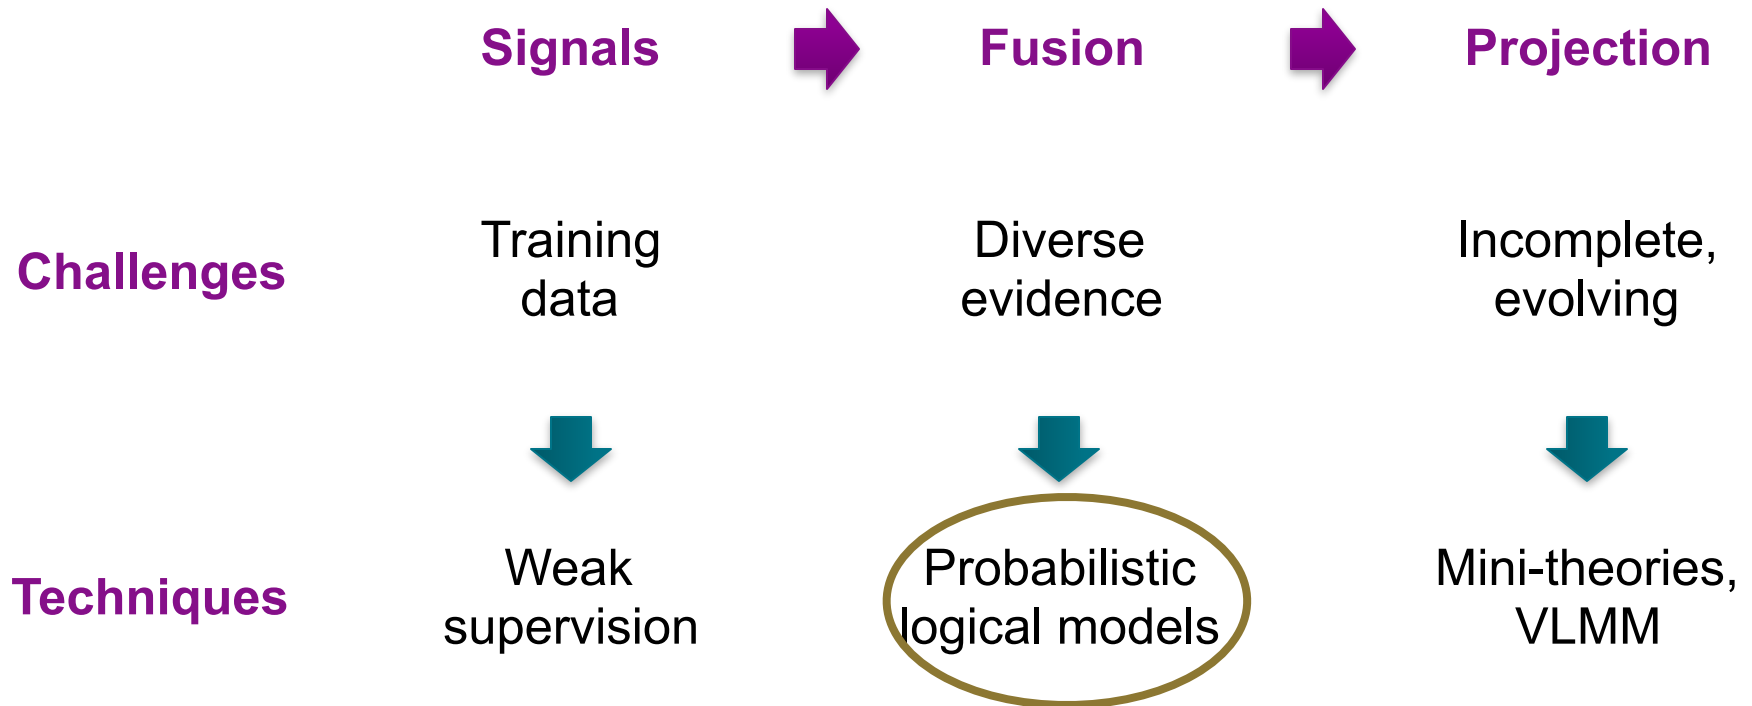 Signals Fusion Projection
Challenges
Training
data
Diverse
evidence
Incomplete,
evolving
Techniques
Weak
supervision
Probabilistic
logical models
Mini-theories,
VLMM